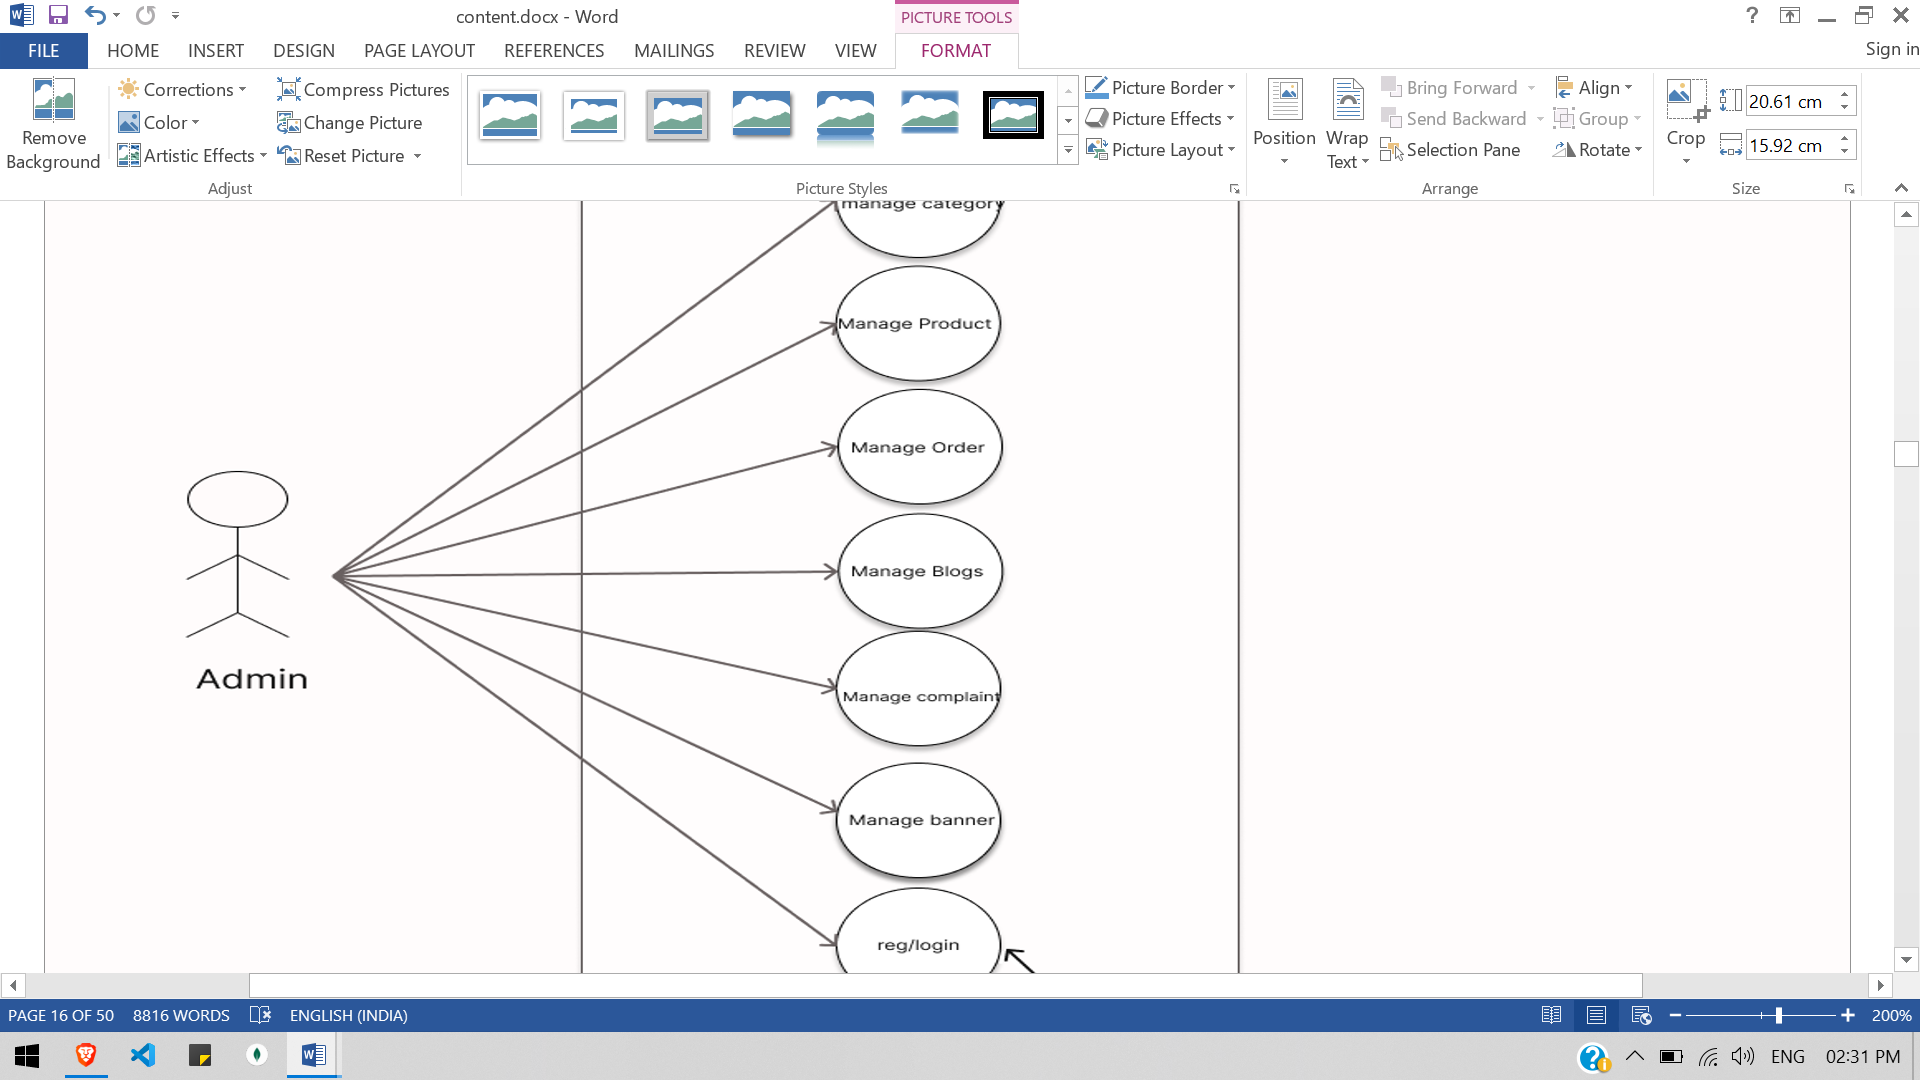 content.docx - Word
PICTURE TOOLS
?
FILE HOME INSERT DESIGN PAGE LAYOUT REFERENCES MAILINGS REVIEW VIEW FORMAT Sign in
Remove Background
Corrections
Color
Artistic Effects
Compress Pictures
Change Picture
Reset Picture
Adjust
Picture Styles
Picture Border
Picture Effects
Picture Layout
Position
Wrap Text
Bring Forward
Send Backward
Selection Pane
Align
Group
Rotate
Arrange
Crop
20.61 cm
15.92 cm
Size
manage category
Manage Product
Manage Order
Manage Blogs
Manage complaint
Manage banner
reg/login
Admin
PAGE 16 OF 50 8816 WORDS ENGLISH (INDIA) 200%
ENG 02:31 PM